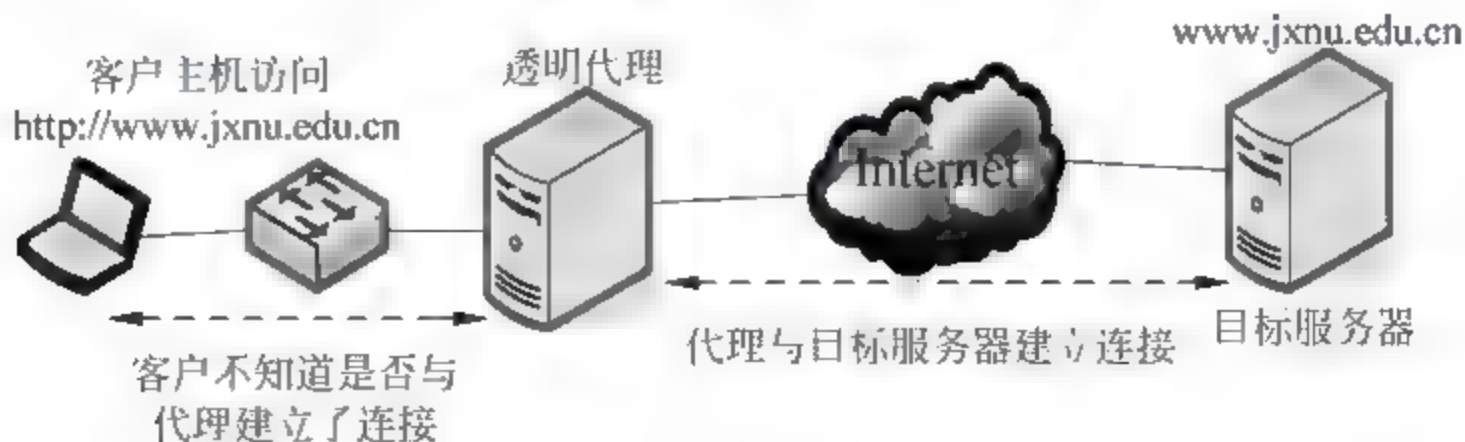 客户主机访问
http://www.jxnu.edu.cn
透明代理
Internet
www.jxnu.edu.cn
客户不知道是否与
代理建立了连接
代理与目标服务器建立连接
目标服务器